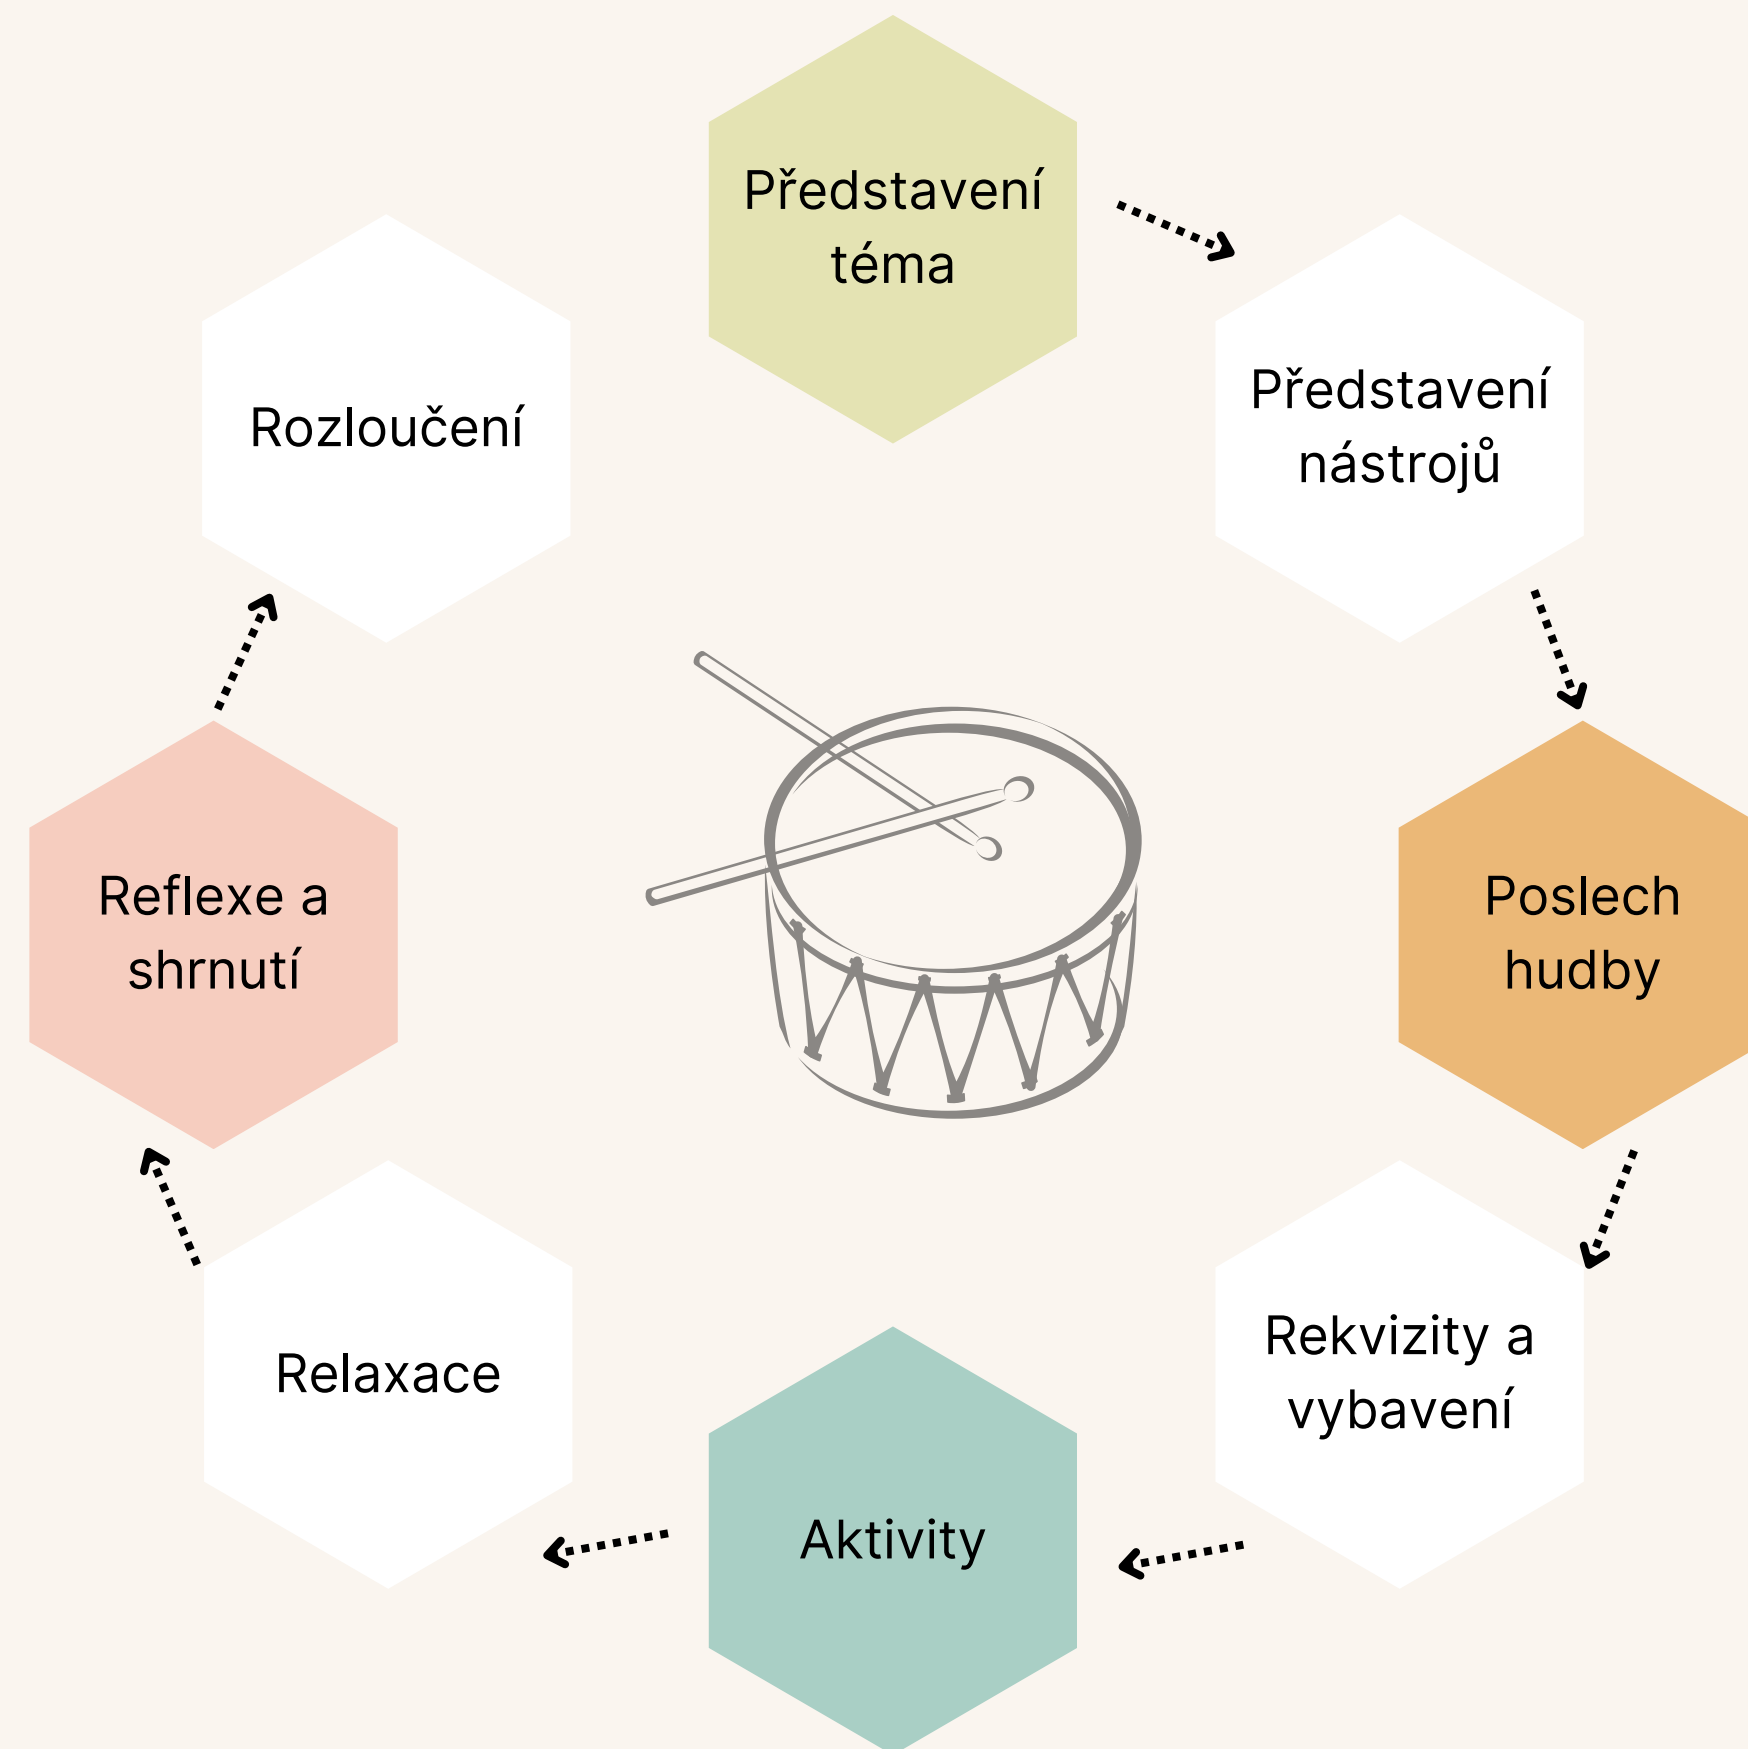 Představení
téma
Představení
nástrojů
Poslech
hudby
Rekvizity a
vybavení
Aktivity
Relaxace
Reflexe a
shrnutí
Rozloučení